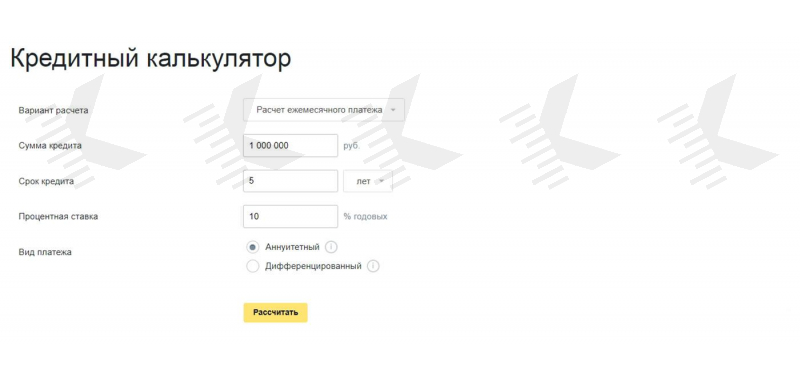 Кредитный калькулятор
Вариант расчета Расчет ежемесячного платежа
Сумма кредита 1 000 000 руб
Срок кредита 5 лет
Процентная ставка 10 % годовых
Вид платежа Аннуитетный i
Дифференцированный i
Рассчитать